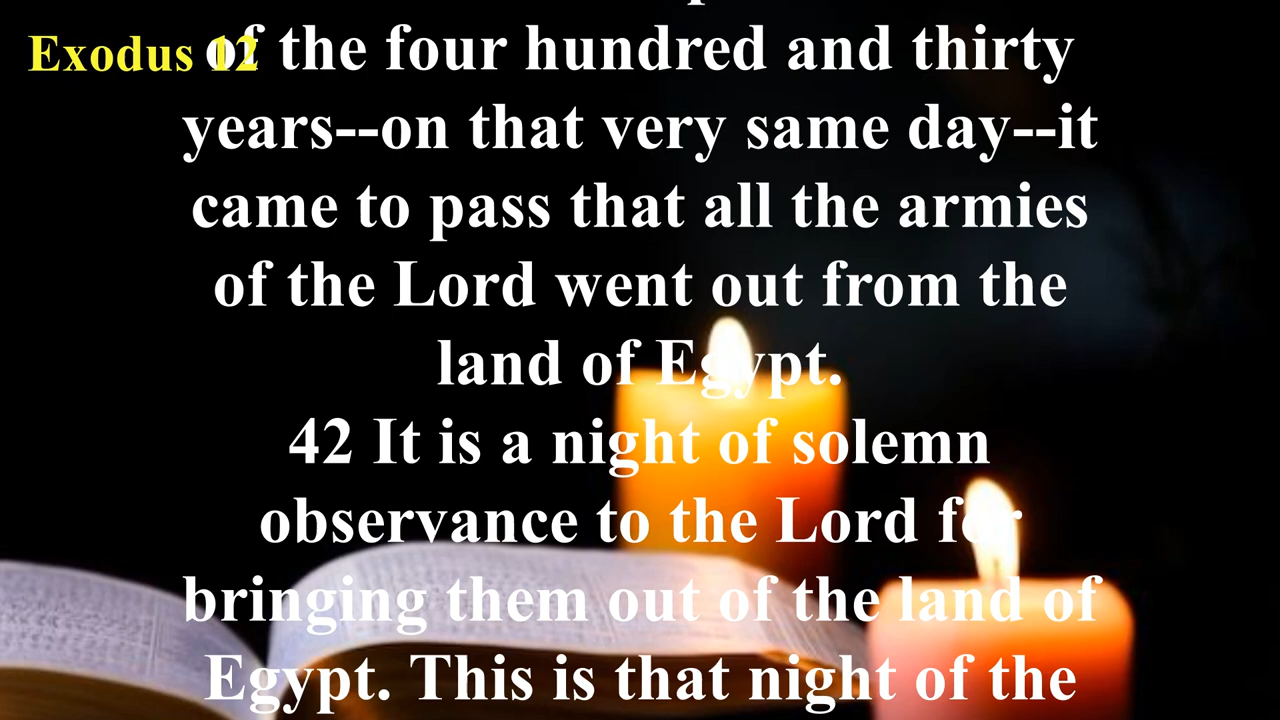 Exodus 12
of the four hundred and thirty
years--on that very same day--it
came to pass that all the armies
of the Lord went out from the
land of Egypt.
42 It is a night of solemn
observance to the Lord for
bringing them out of the land of
Egypt. This is that night of the